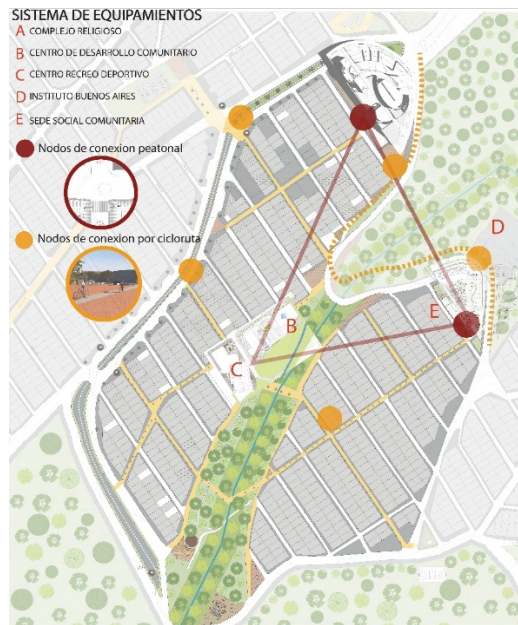 SISTEMA DE EQUIPAMIENTOS
A COMPLEJO RELIGIOSO
B CENTRO DE DESARROLLO COMUNITARIO
C CENTRO RECREO DEPORTIVO
D INSTITUTO BUENOS AIRES
E SEDE SOCIAL COMUNITARIA
Nodos de conexion peatonal
Nodos de conexion por cicloruta
D
E
B
C